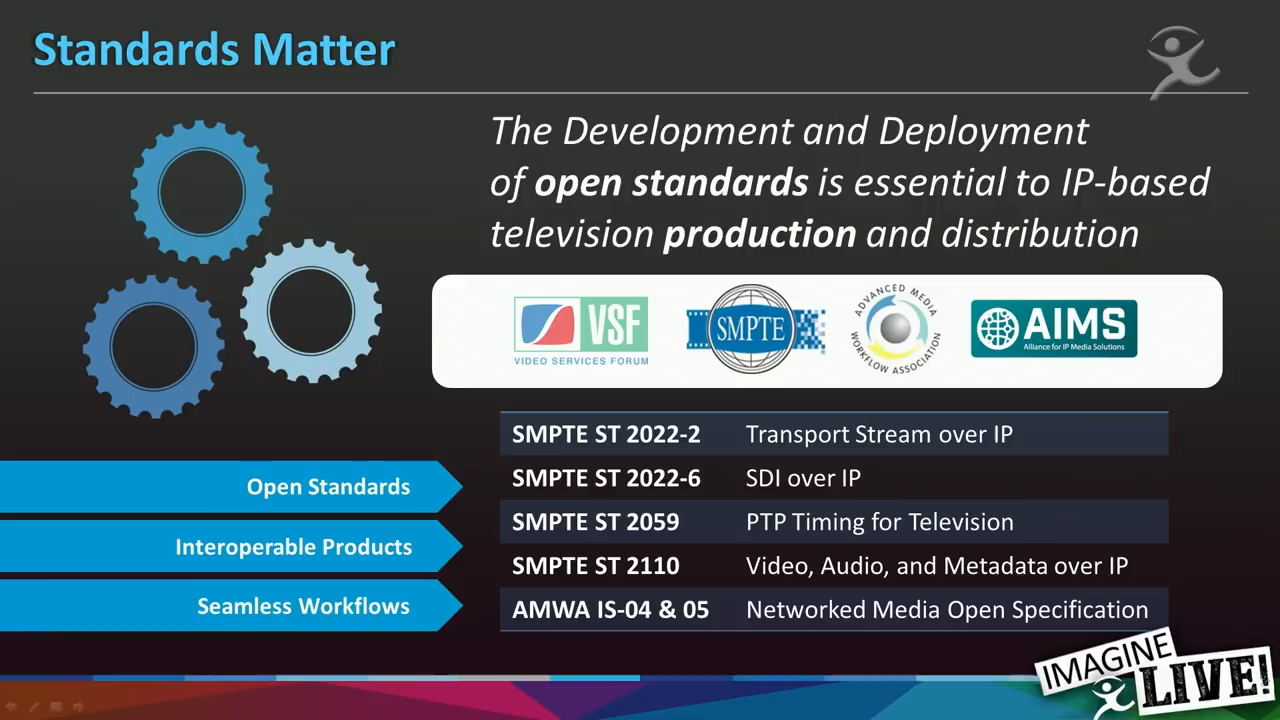 Standards Matter
The Development and Deployment
of open standards is essential to IP-based
television production and distribution
VSF
VIDEO SERVICES FORUM
SMPTE
ADVANCED MEDIA
WORKFLOW ASSOCIATION
AIMS
Alliance for IP Media Solutions
Open Standards
Interoperable Products
Seamless Workflows
SMPTE ST 2022-2 Transport Stream over IP
SMPTE ST 2022-6 SDI over IP
SMPTE ST 2059 PTP Timing for Television
SMPTE ST 2110 Video, Audio, and Metadata over IP
AMWA IS-04 & 05 Networked Media Open Specification
IMAGINE
LIVE!